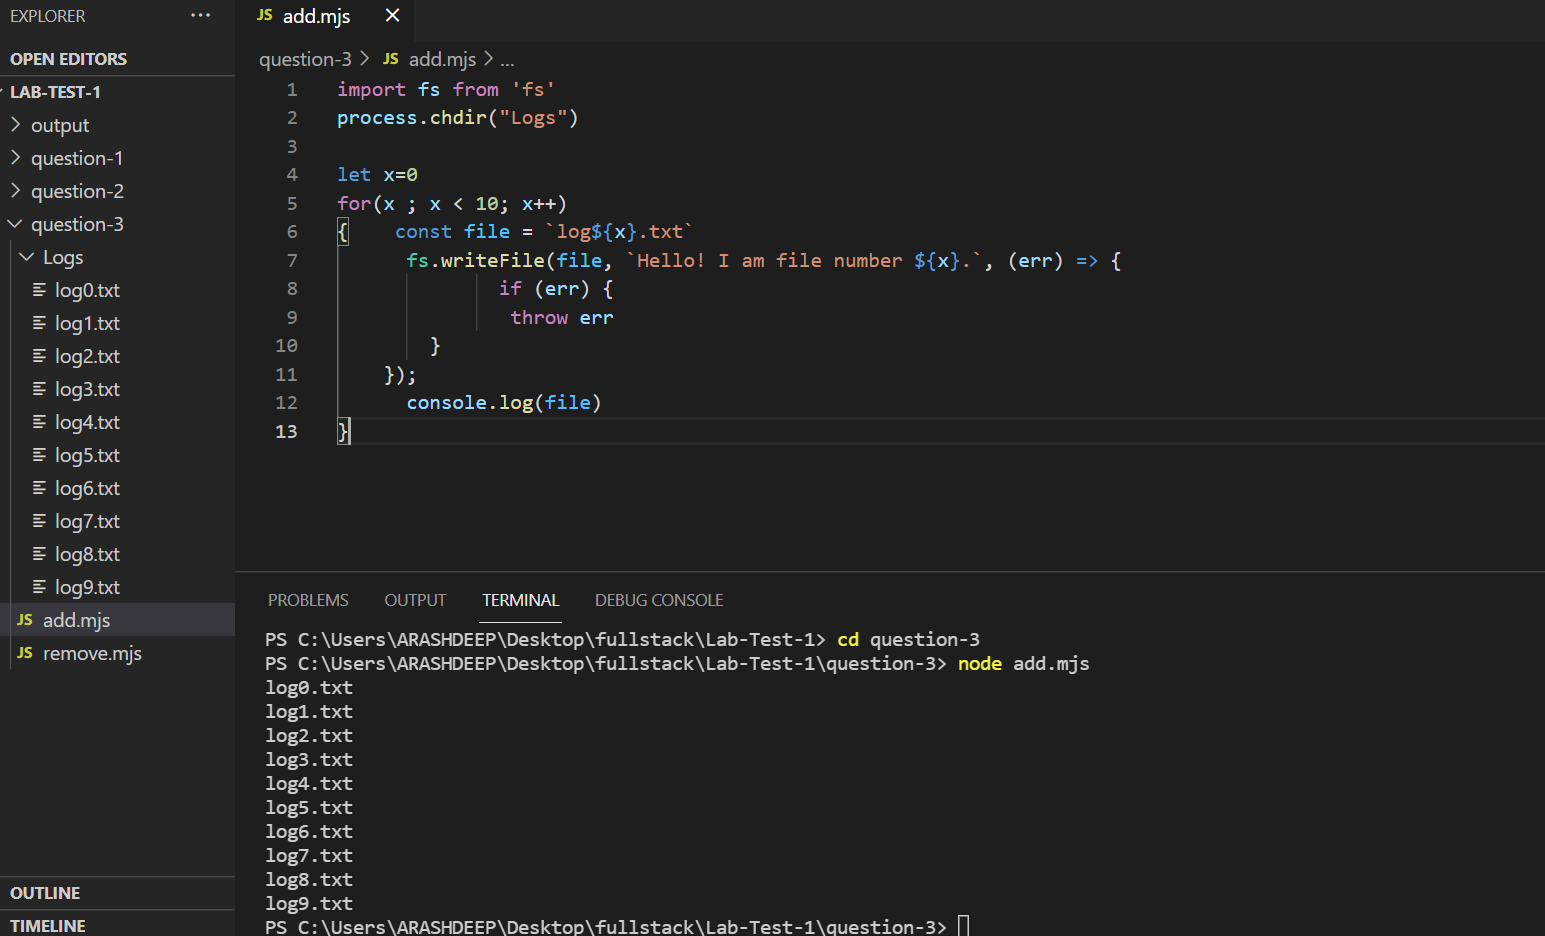 EXPLORER ···
OPEN EDITORS
LAB-TEST-1
output
question-1
question-2
question-3
Logs
log0.txt
log1.txt
log2.txt
log3.txt
log4.txt
log5.txt
log6.txt
log7.txt
log8.txt
log9.txt
JS add.mjs
JS remove.mjs
OUTLINE
TIMELINE
JS add.mjs
question-3 > JS add.mjs > ...
1 import fs from 'fs'
2 process.chdir("Logs")
3
4 let x=0
5 for(x ; x < 10; x++)
6 {    const file = `log${x}.txt`
7 fs.writeFile(file, `Hello! I am file number ${x}.`, (err) => {
8 if (err) {
9 throw err
10 }
11 });
12 console.log(file)
13 }
PROBLEMS OUTPUT TERMINAL DEBUG CONSOLE
PS C:\Users\ARASHDEEP\Desktop\fullstack\Lab-Test-1> cd question-3
PS C:\Users\ARASHDEEP\Desktop\fullstack\Lab-Test-1\question-3> node add.mjs
log0.txt
log1.txt
log2.txt
log3.txt
log4.txt
log5.txt
log6.txt
log7.txt
log8.txt
log9.txt
PS C:\Users\ARASHDEEP\Desktop\fullstack\Lab-Test-1\question-3>